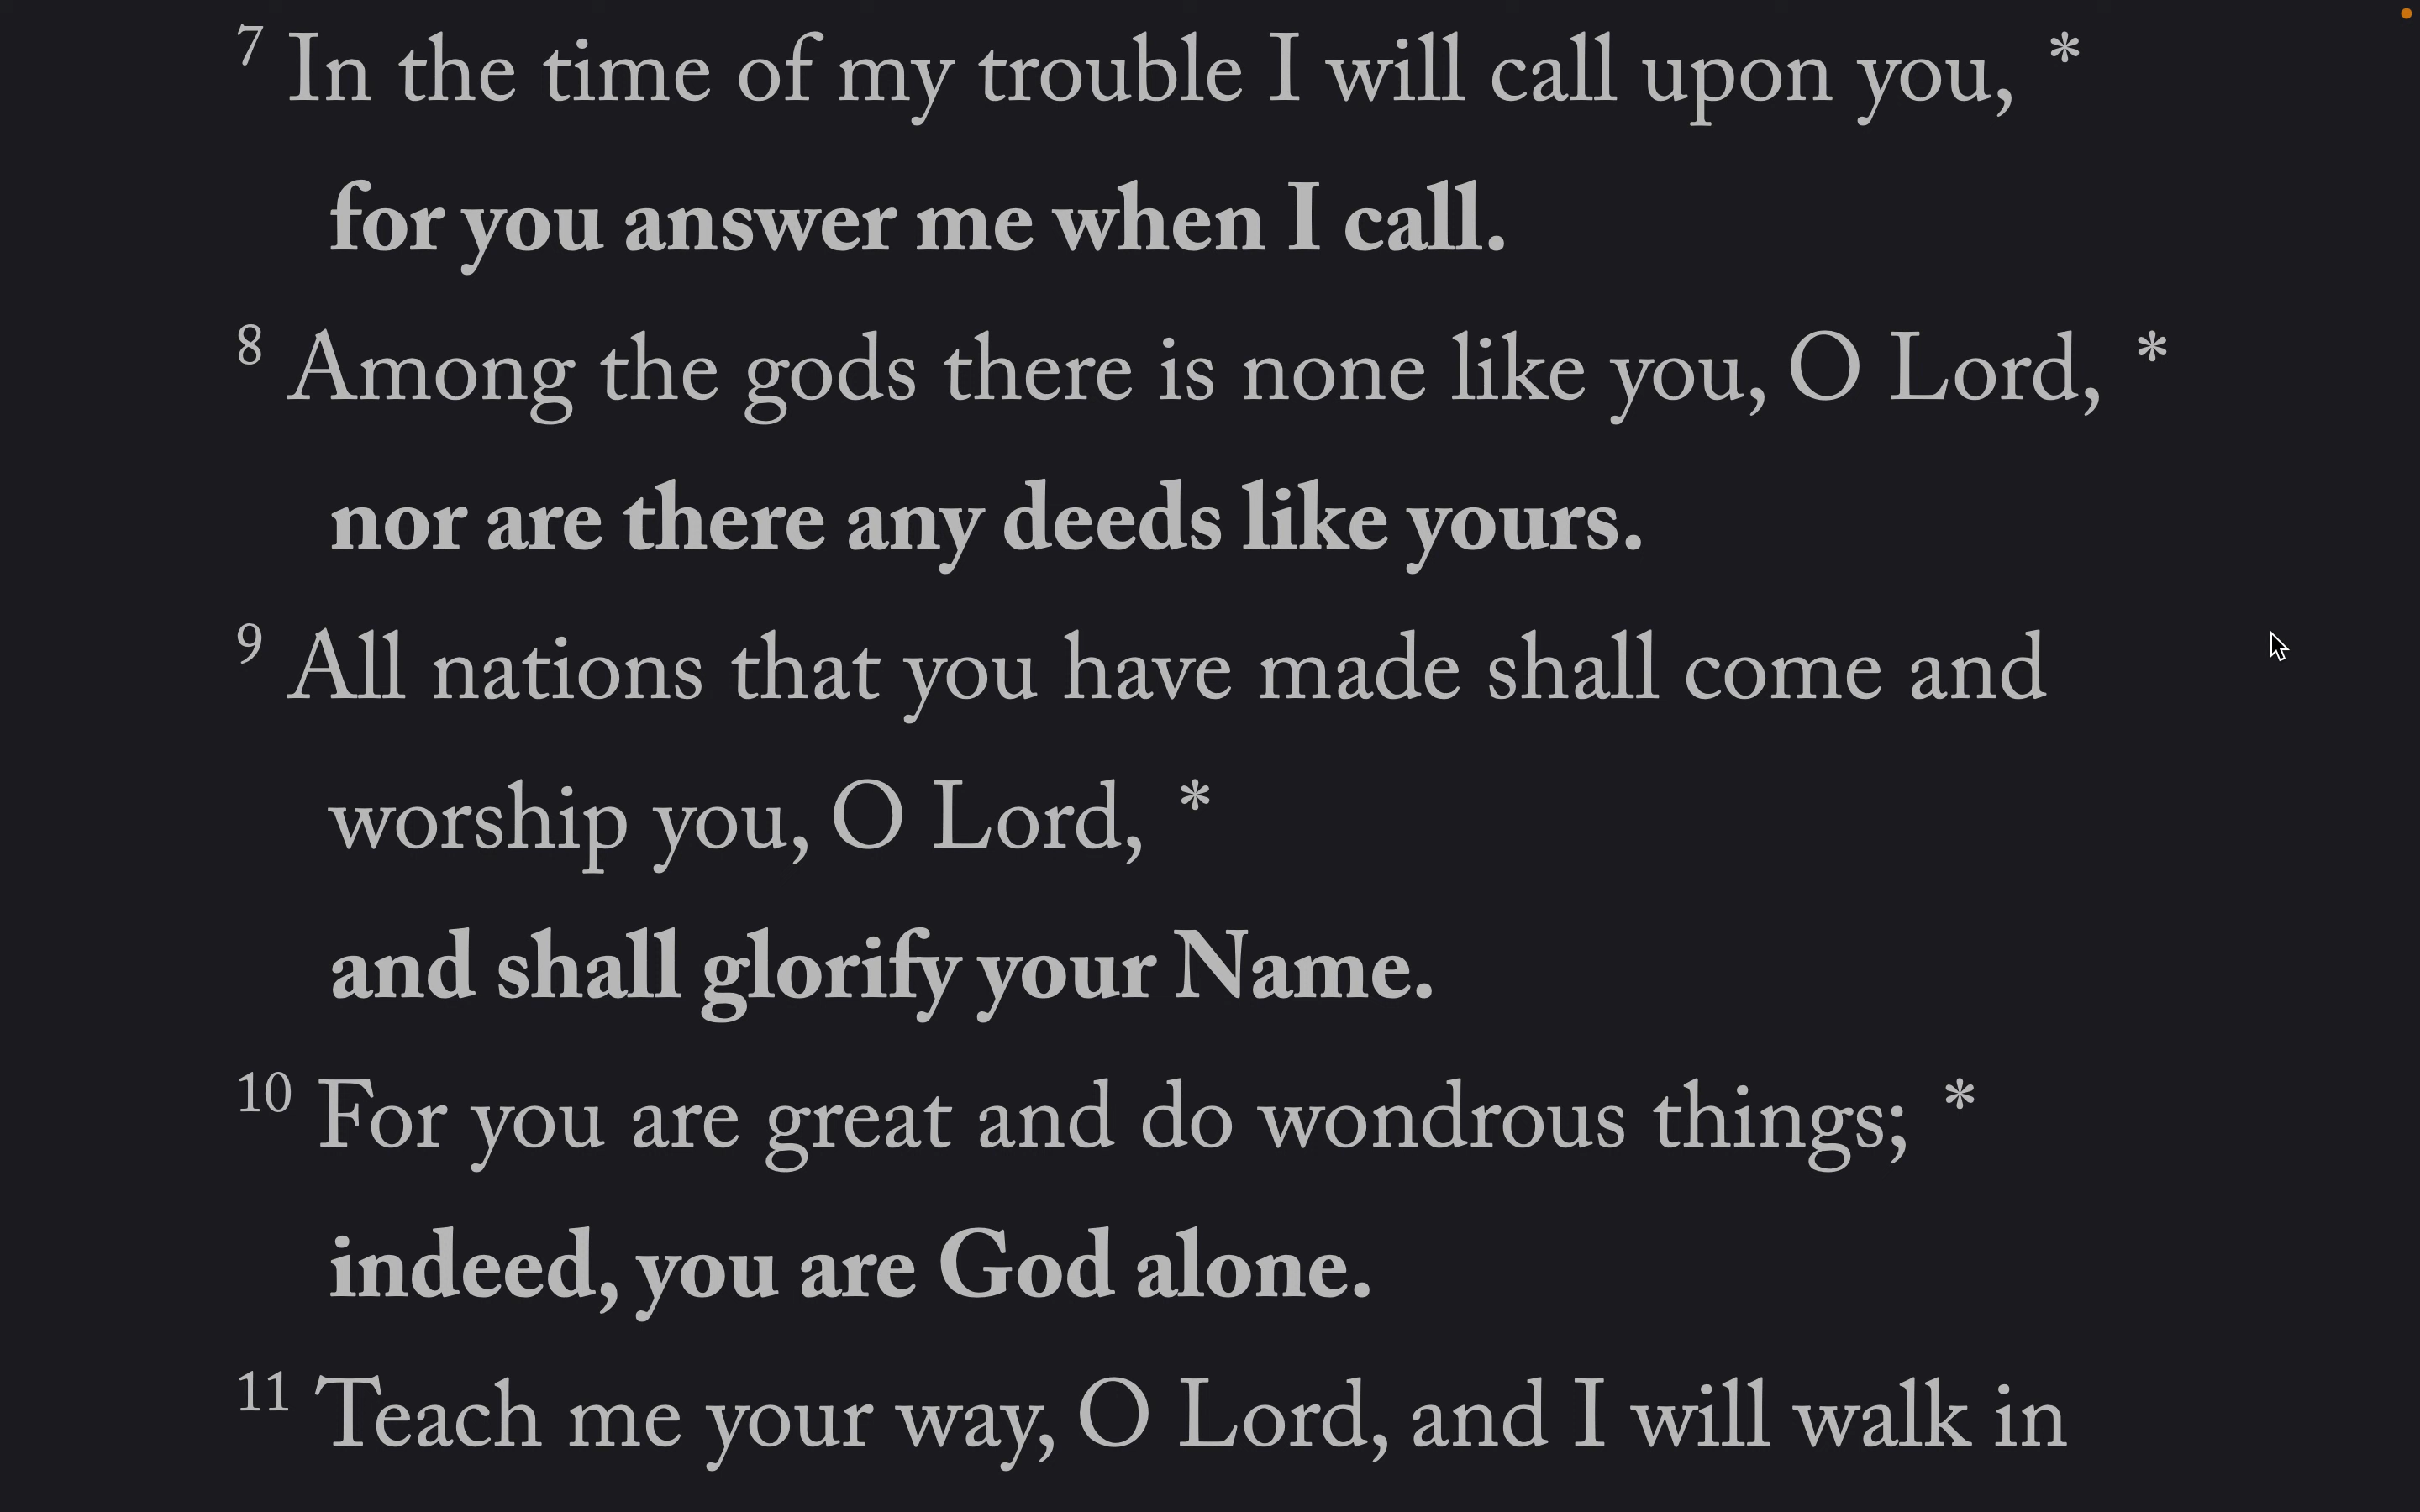 7 In the time of my trouble I will call upon you, *
for you answer me when I call.
8 Among the gods there is none like you, O Lord, *
nor are there any deeds like yours.
9 All nations that you have made shall come and
worship you, O Lord, *
and shall glorify your Name.
10 For you are great and do wondrous things; *
indeed, you are God alone.
11 Teach me your way, O Lord, and I will walk in